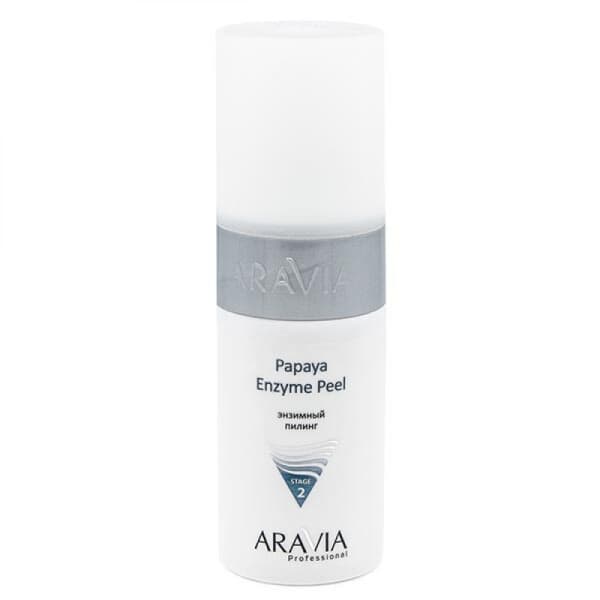 ARAVIA
Papaya
Enzyme Peel
энзимный
пилинг
STAGE
2
ARAVIA
Professional